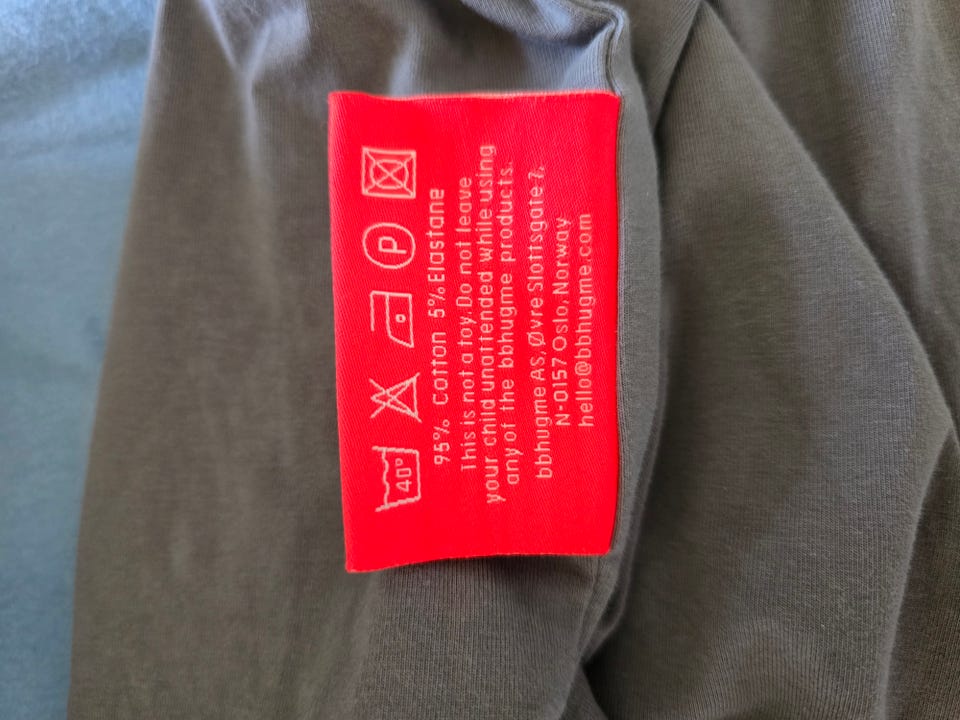 40° P
95% Cotton 5% Elastane
This is not a toy. Do not leave
your child unattended while using
any of the bbhugme products.
bbhugme AS, Øvre Slottsgate 7,
N-0157 Oslo, Norway
hello@bbhugme.com